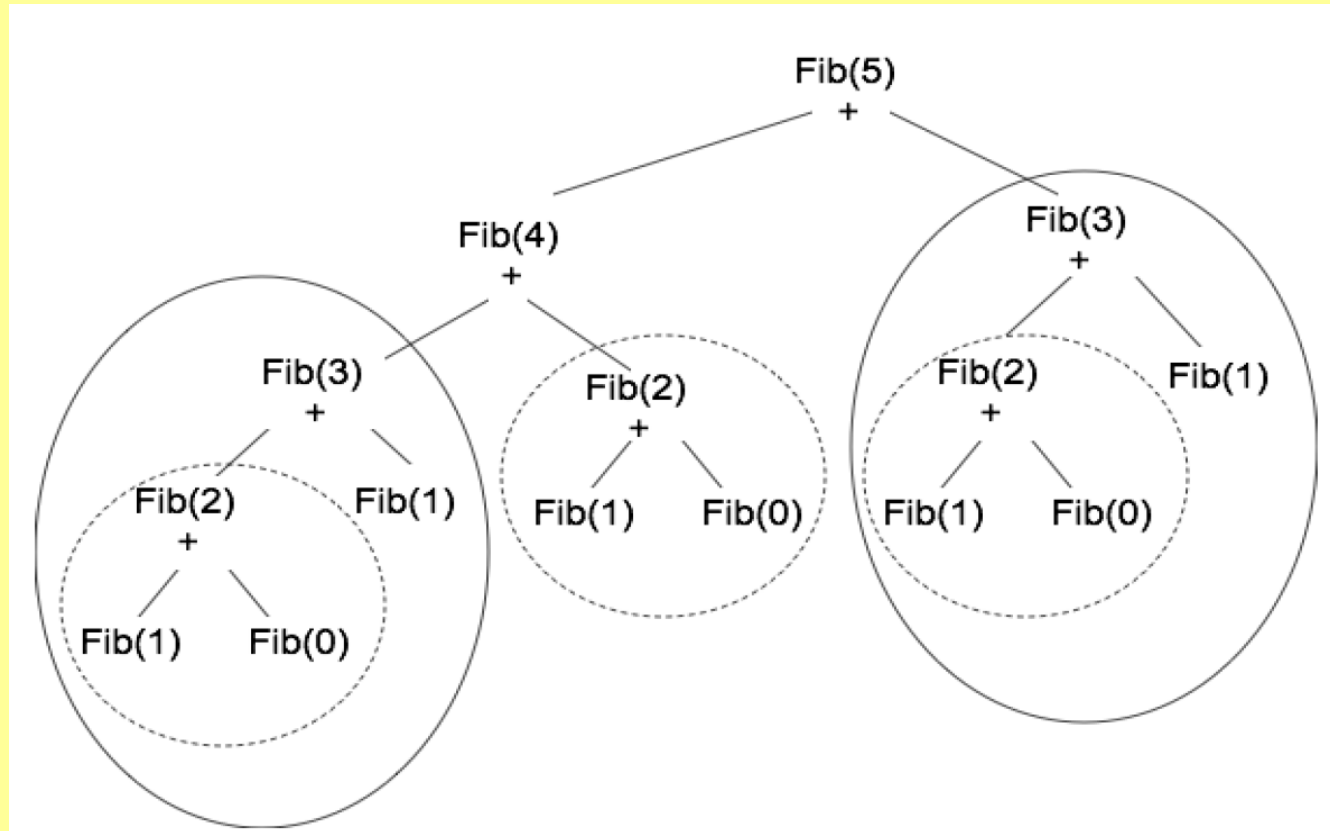 Fib(5)
+
Fib(4)
+
Fib(3)
+
Fib(3)
+
Fib(2)
+
Fib(2)
+
Fib(1)
Fib(2)
+
Fib(1)
Fib(1)
Fib(0)
Fib(1)
Fib(0)
Fib(1)
Fib(0)